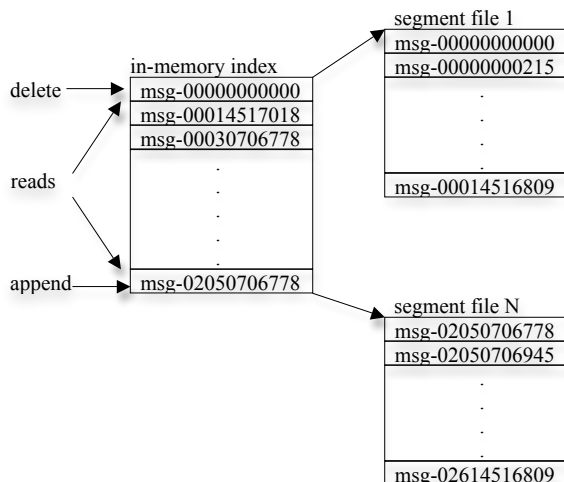 segment file 1
msg-00000000000
msg-00000000215
.
.
.
.
msg-00014516809
in-memory index
msg-00000000000
msg-00014517018
msg-00030706778
.
.
.
.
.
msg-02050706778
delete
reads
append
segment file N
msg-02050706778
msg-02050706945
.
.
.
.
msg-02614516809